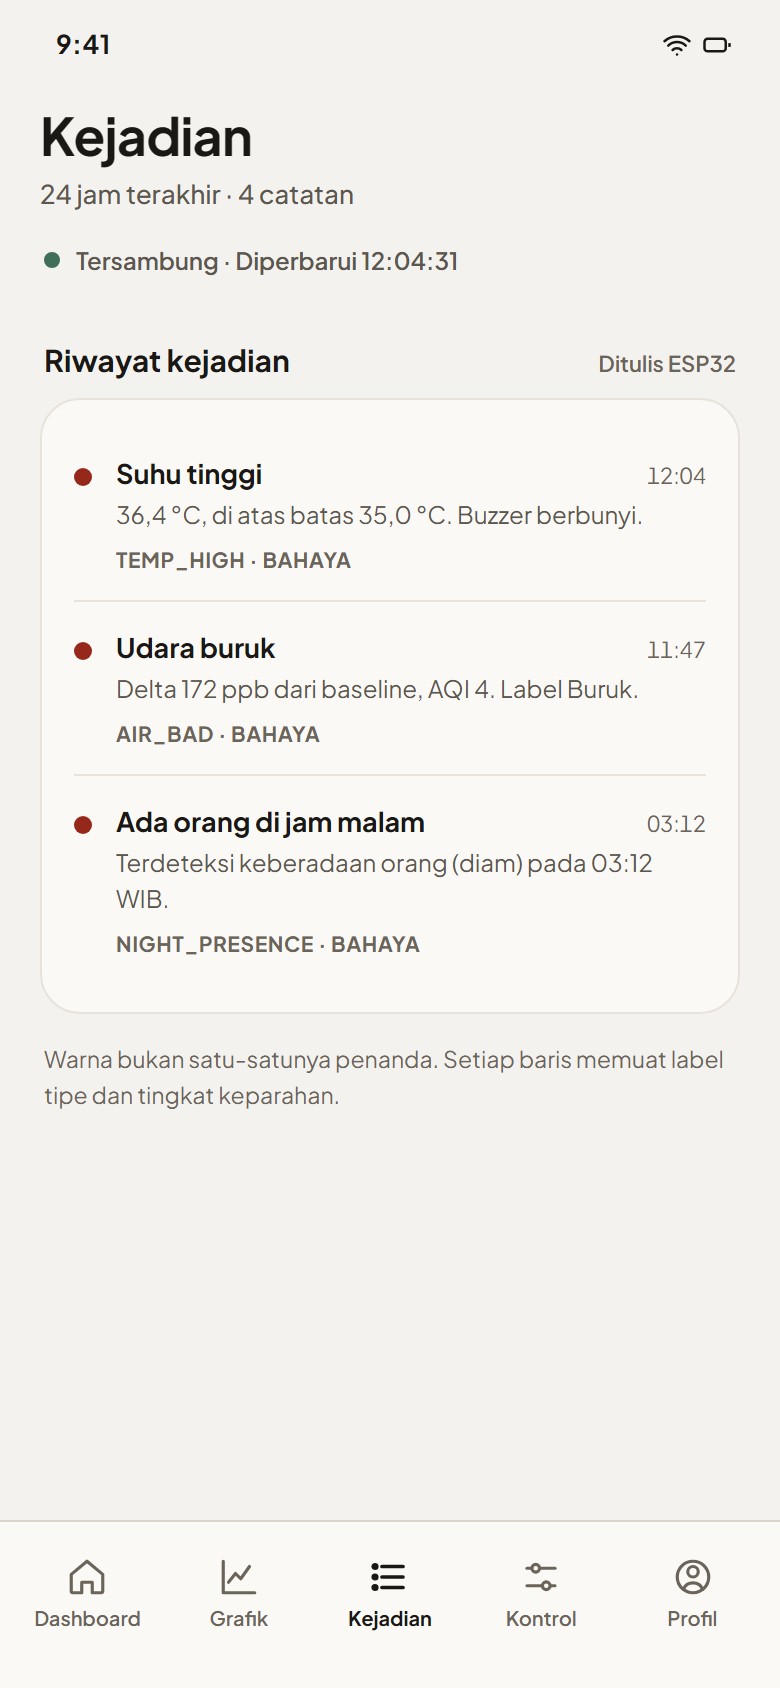 9:41
Kejadian
24 jam terakhir · 4 catatan
Tersambung · Diperbarui 12:04:31
Riwayat kejadian
Ditulis ESP32
Suhu tinggi
12:04
36,4 °C, di atas batas 35,0 °C. Buzzer berbunyi.
TEMP_HIGH · BAHAYA
Udara buruk
11:47
Delta 172 ppb dari baseline, AQI 4. Label Buruk.
AIR_BAD · BAHAYA
Ada orang di jam malam
03:12
Terdeteksi keberadaan orang (diam) pada 03:12
WIB.
NIGHT_PRESENCE · BAHAYA
Warna bukan satu-satunya penanda. Setiap baris memuat label
tipe dan tingkat keparahan.
Dashboard
Grafik
Kejadian
Kontrol
Profil